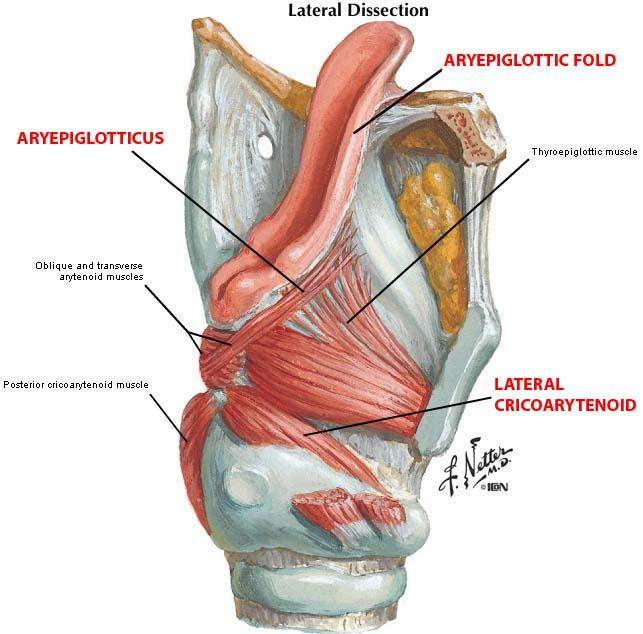 Lateral Dissection
ARYEPIGLOTTIC FOLD
ARYEPIGLOTTICUS
Thyroepiglottic muscle
Oblique and transverse
arytenoid muscles
Posterior cricoarytenoid muscle
LATERAL
CRICOARYTENOID
F. Netter
M.D.
©ICON